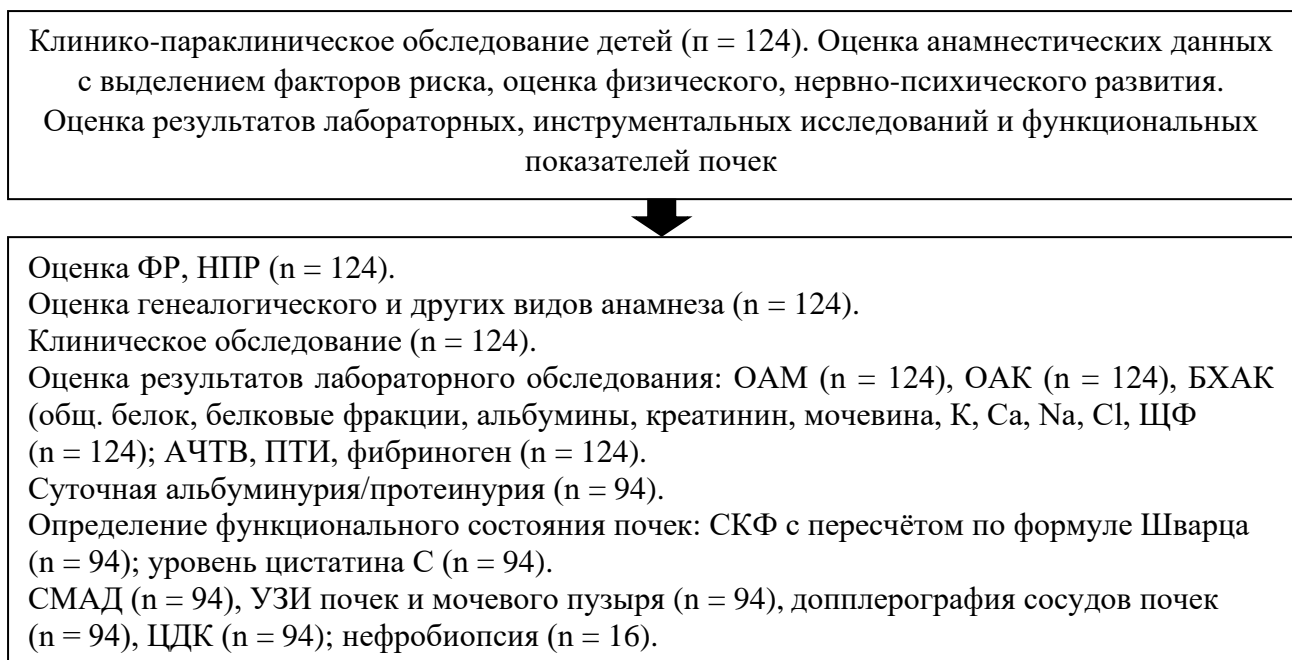 Клинико-параклиническое обследование детей (п = 124). Оценка анамнестических данных
с выделением факторов риска, оценка физического, нервно-психического развития.
Оценка результатов лабораторных, инструментальных исследований и функциональных
показателей почек
Оценка ФР, НПР (n = 124).
Оценка генеалогического и других видов анамнеза (n = 124).
Клиническое обследование (n = 124).
Оценка результатов лабораторного обследования: ОАМ (n = 124), ОАК (n = 124), БХАК
(общ. белок, белковые фракции, альбумины, креатинин, мочевина, К, Са, Na, Cl, ЩФ
(n = 124); АЧТВ, ПТИ, фибриноген (n = 124).
Суточная альбуминурия/протеинурия (n = 94).
Определение функционального состояния почек: СКФ с пересчётом по формуле Шварца
(n = 94); уровень цистатина С (n = 94).
СМАД (n = 94), УЗИ почек и мочевого пузыря (n = 94), допплерография сосудов почек
(n = 94), ЦДК (n = 94); нефробиопсия (n = 16).